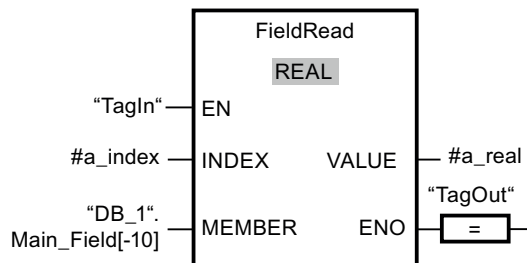 FieldRead
REAL
“TagIn“ EN
#a_index INDEX VALUE #a_real
“DB_1“. “TagOut“
Main_Field[-10] MEMBER ENO =